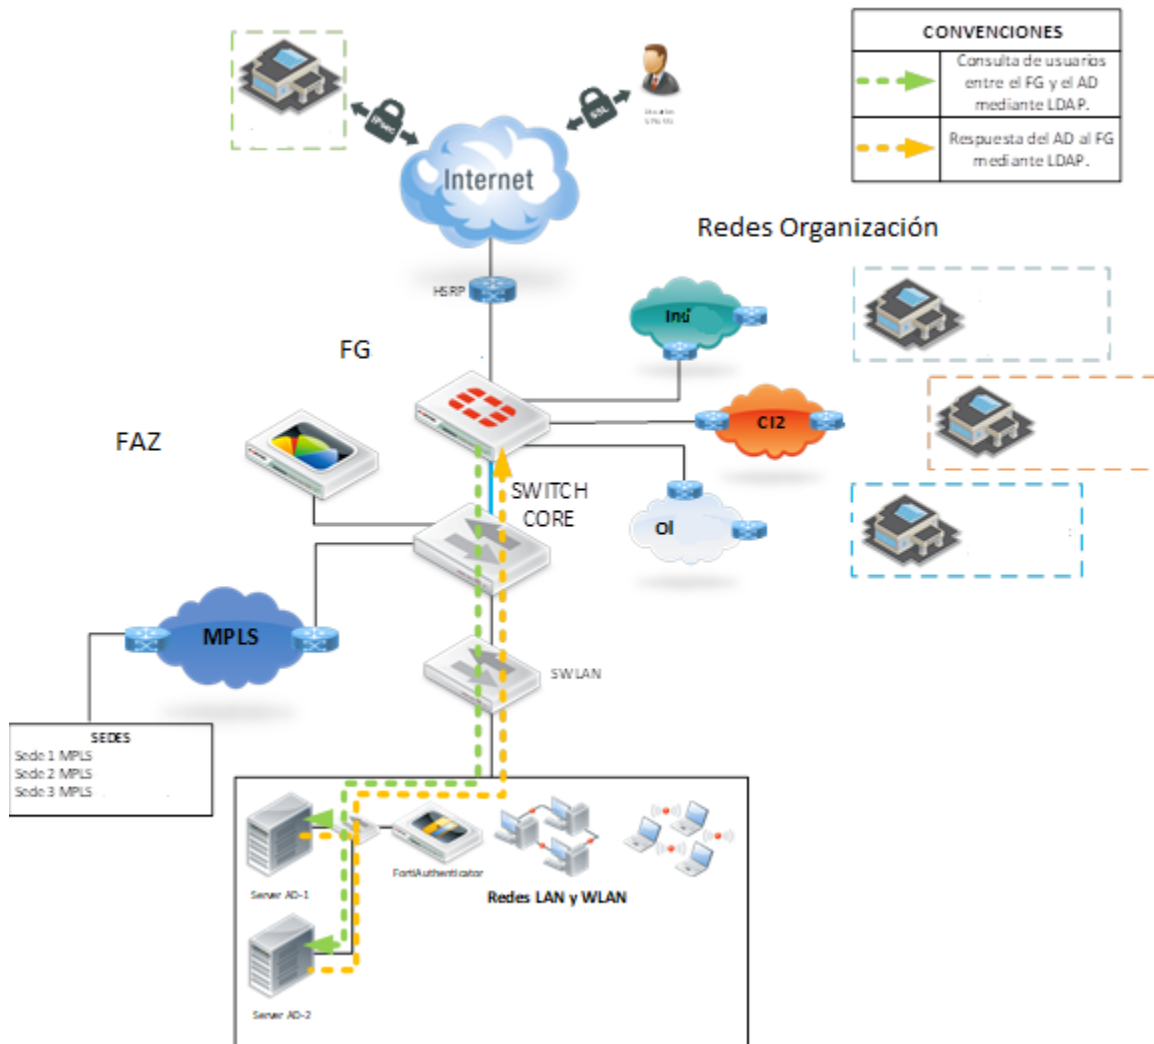 CONVENCIONES
Consulta de usuarios
entre el FG y el AD
mediante LDAP.
Respuesta del AD al FG
mediante LDAP.
IPsec
SSL
Internet
Redes Organización
HSRP
FG
CI2
FAZ
SWITCH
CORE
MPLS
SWLAN
SEDES
Sede 1 MPLS
Sede 2 MPLS
Sede 3 MPLS
FortiAuthenticator
Server AD-1
Redes LAN y WLAN
Server AD-2